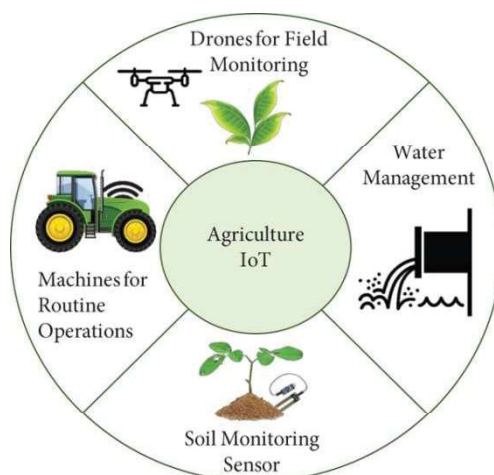 Drones for Field
Monitoring
Water
Management
Agriculture
IoT
Machines for
Routine
Operations
Soil Monitoring
Sensor